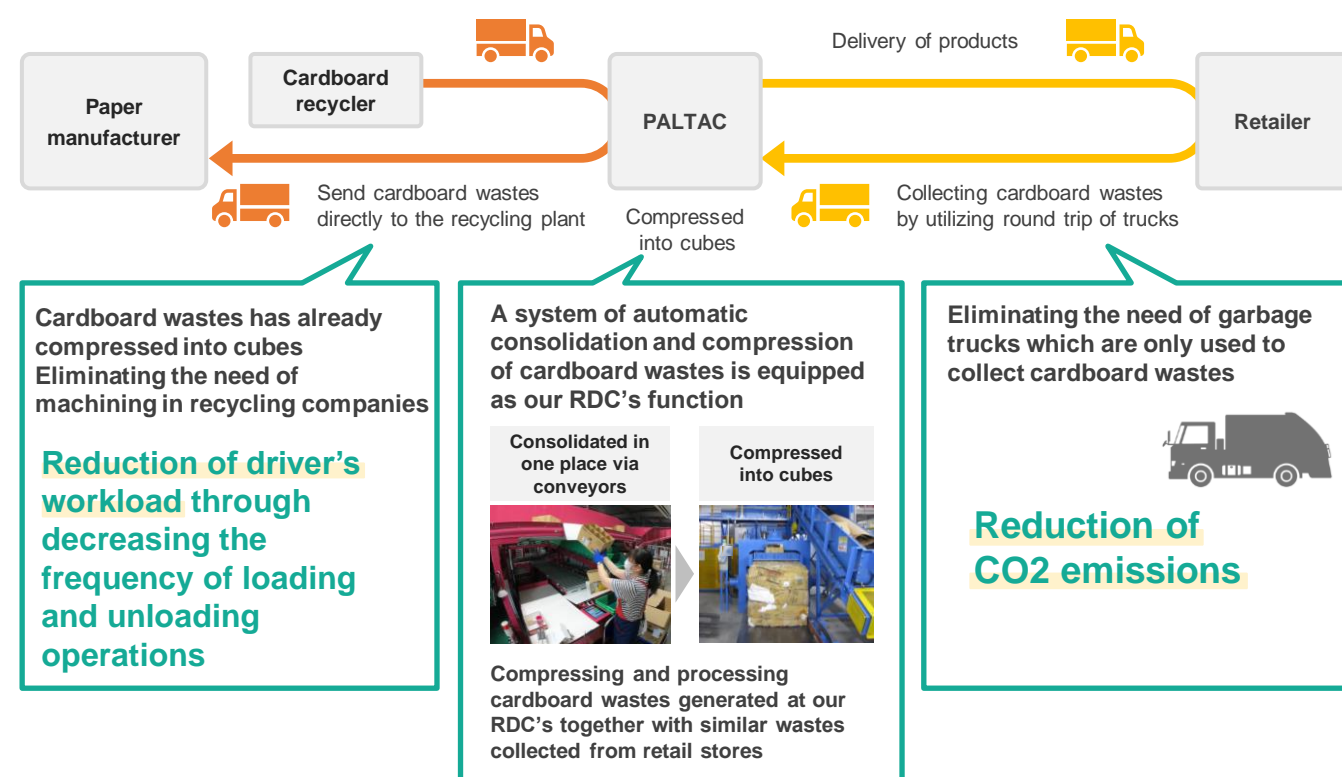 Delivery of products
Paper
manufacturer
Cardboard
recycler
PALTAC
Retailer
Send cardboard wastes
directly to the recycling plant
Compressed
into cubes
Collecting cardboard wastes
by utilizing round trip of trucks
Cardboard wastes has already
compressed into cubes
Eliminating the need of
machining in recycling companies
Reduction of driver’s
workload through
decreasing the
frequency of loading
and unloading
operations
A system of automatic
consolidation and compression
of cardboard wastes is equipped
as our RDC’s function
Consolidated in
one place via
conveyors
Compressed
into cubes
Compressing and processing
cardboard wastes generated at our
RDC’s together with similar wastes
collected from retail stores
Eliminating the need of garbage
trucks which are only used to
collect cardboard wastes
Reduction of
CO2 emissions